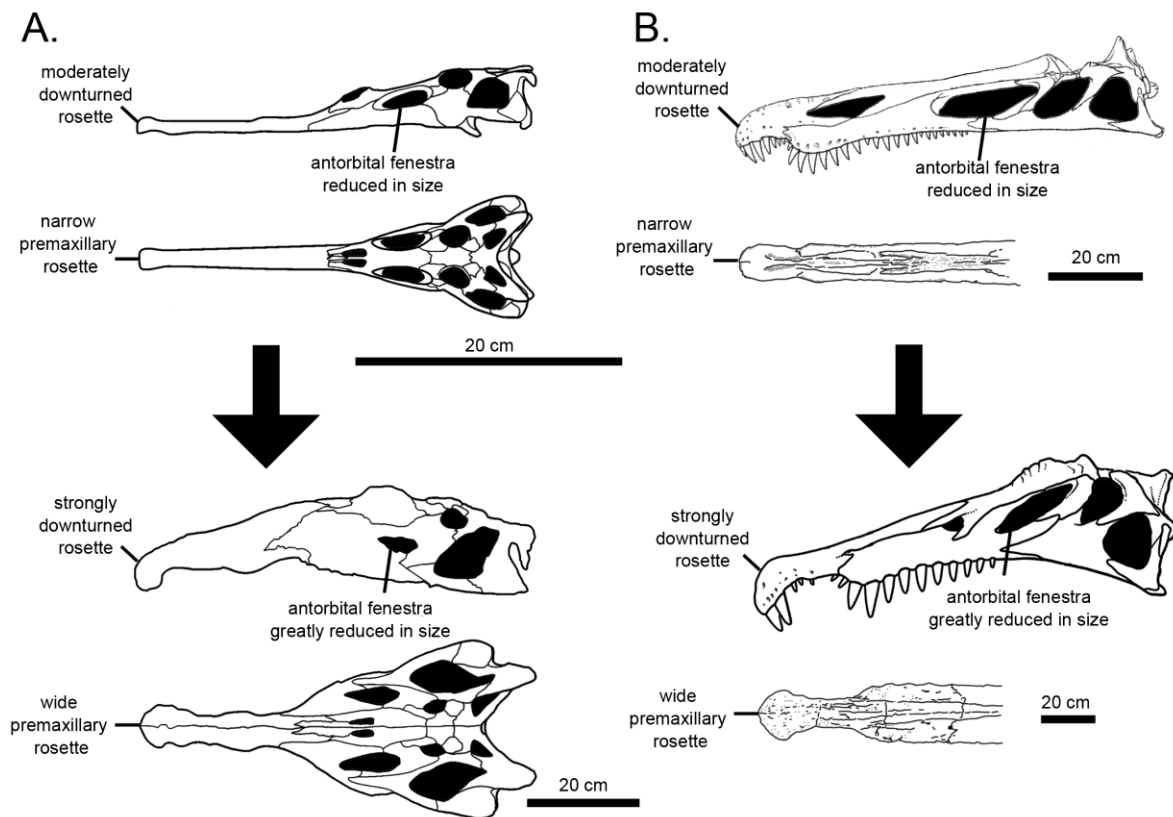 A.
moderately
downturned
rosette
antorbital fenestra
reduced in size
narrow
premaxillary
rosette
20 cm
strongly
downturned
rosette
antorbital fenestra
greatly reduced in size
wide
premaxillary
rosette
20 cm
B.
moderately
downturned
rosette
antorbital fenestra
reduced in size
narrow
premaxillary
rosette
20 cm
strongly
downturned
rosette
antorbital fenestra
greatly reduced in size
wide
premaxillary
rosette
20 cm